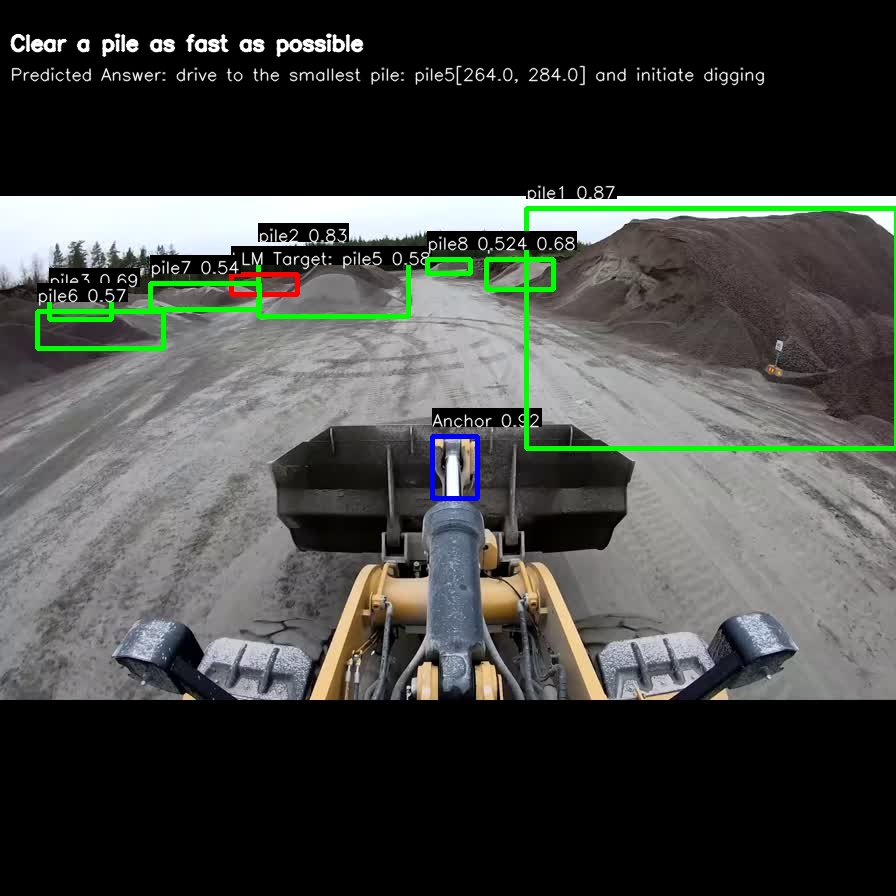 Clear a pile as fast as possible
Predicted Answer: drive to the smallest pile: pile5[264.0, 284.0] and initiate digging
pile1 0.87
pile2 0.83
pile8 0.524 0.68
LM Target: pile5 0.58
pile7 0.54
pile3 0.69
pile6 0.57
Anchor 0.92